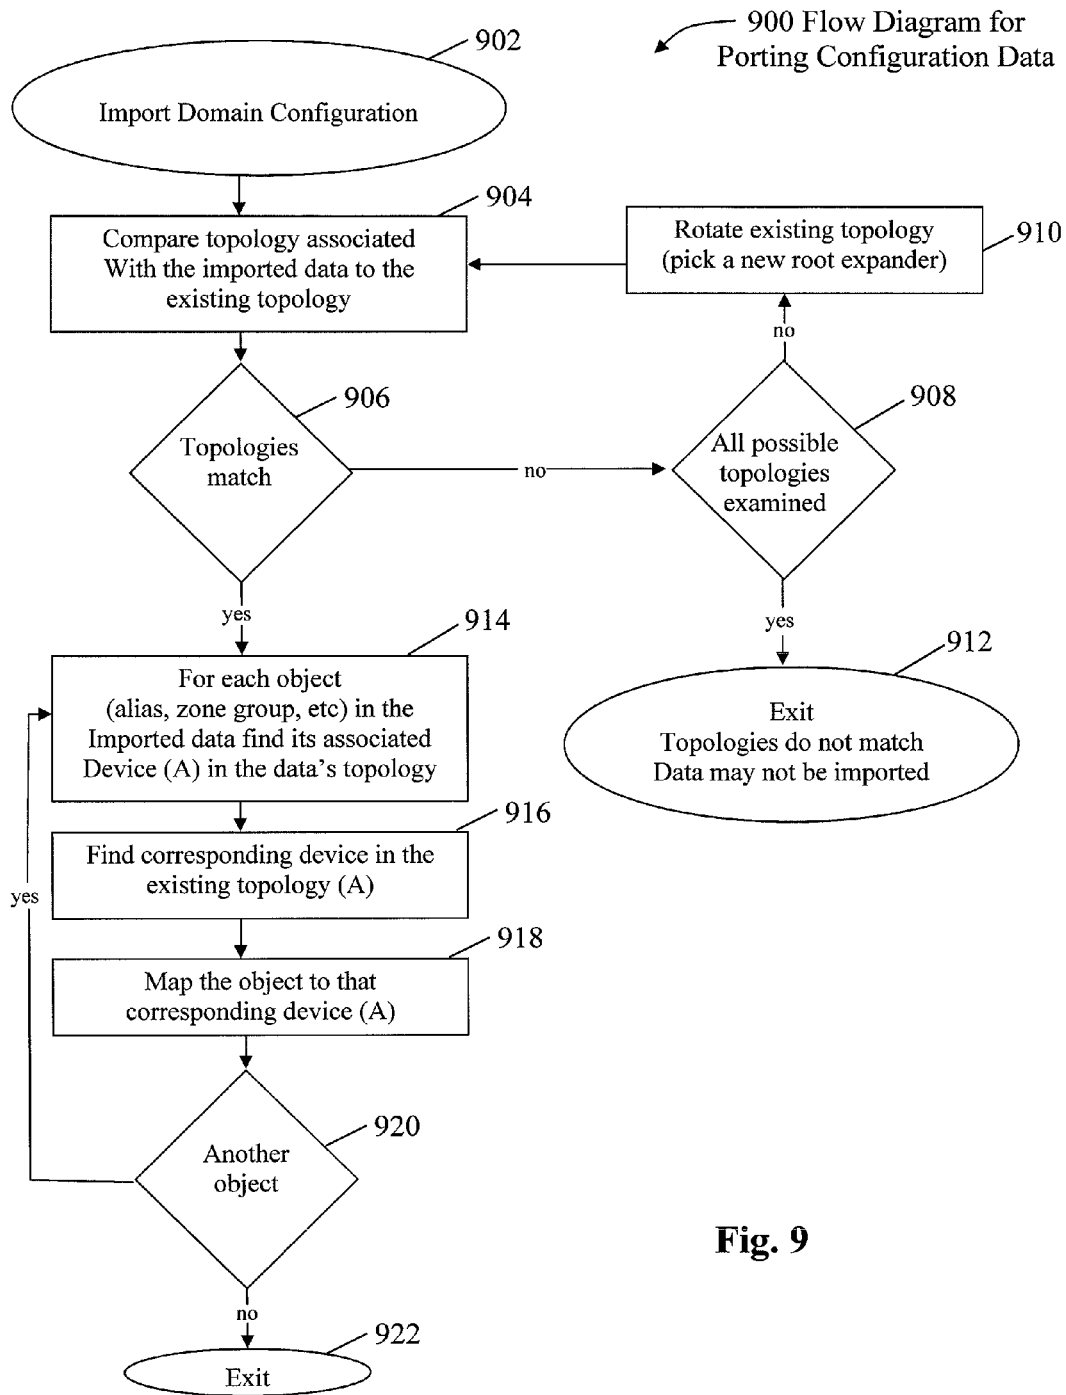 900 Flow Diagram for
Porting Configuration Data
902
Import Domain Configuration
904
Compare topology associated
With the imported data to the
existing topology
Rotate existing topology
(pick a new root expander)
910
no
906
Topologies
match
no
908
All possible
topologies
examined
yes
yes
914
For each object
(alias, zone group, etc) in the
Imported data find its associated
Device (A) in the data's topology
912
Exit
Topologies do not match
Data may not be imported
916
Find corresponding device in the
existing topology (A)
yes
918
Map the object to that
corresponding device (A)
920
Another
object
no
922
Exit
Fig. 9